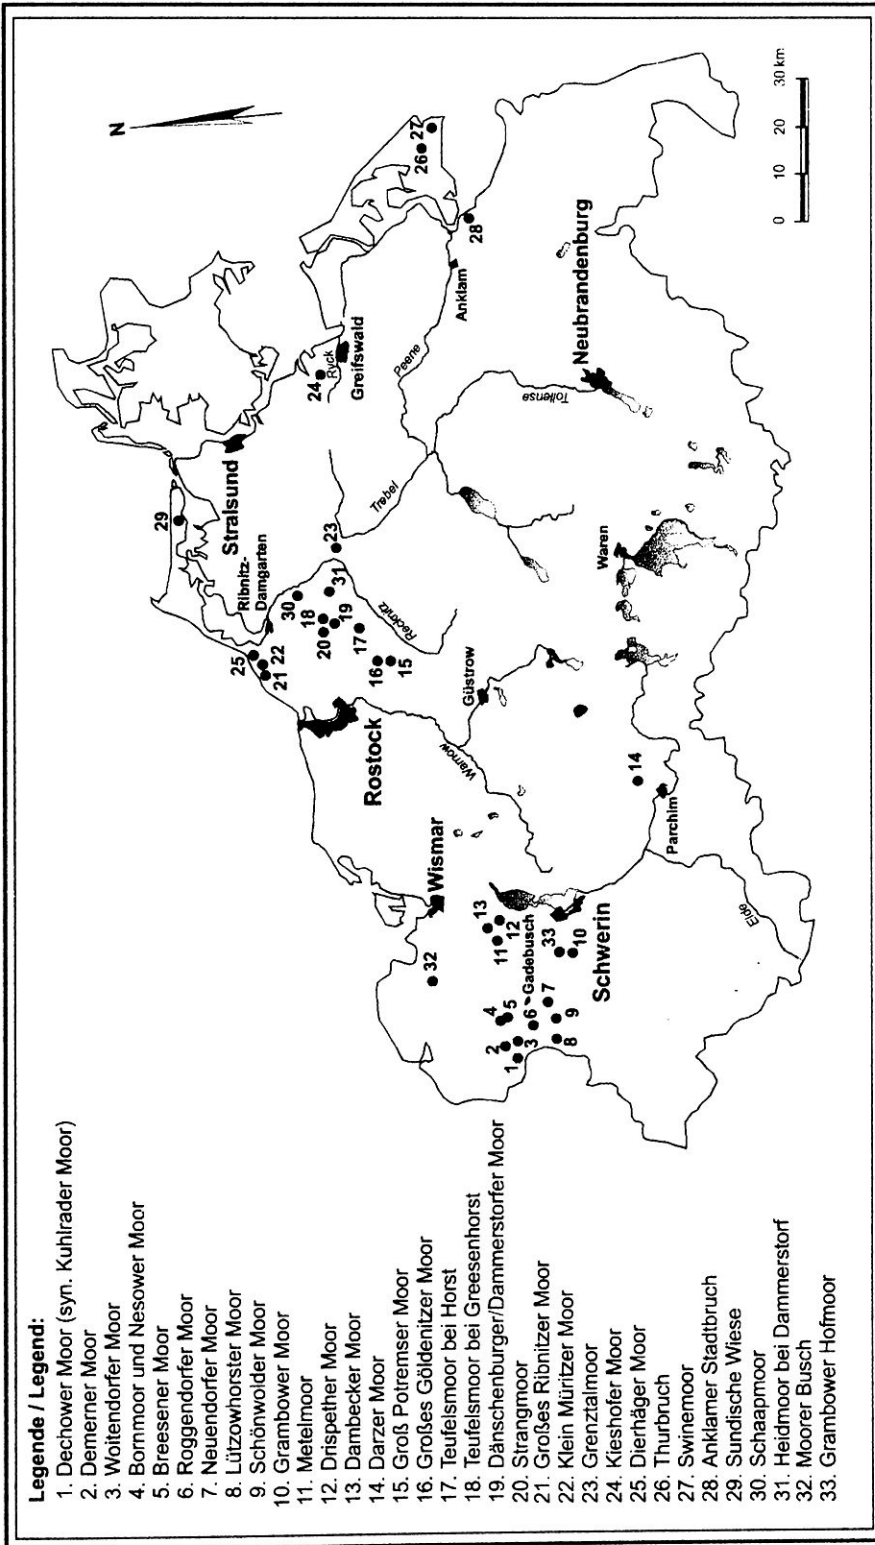 Legende / Legend:
1. Dechower Moor (syn. Kuhlrader Moor)
2. Demerner Moor
3. Woitendorfer Moor
4. Bornmoor und Nesower Moor
5. Breesener Moor
6. Roggendorfer Moor
7. Neuendorfer Moor
8. Lützowhorster Moor
9. Schönwolder Moor
10. Grambower Moor
11. Metelmoor
12. Drispether Moor
13. Dambecker Moor
14. Darzer Moor
15. Groß Potremser Moor
16. Großes Göldenitzer Moor
17. Teufelsmoor bei Horst
18. Teufelsmoor bei Greesenhorst
19. Dänschenburger/Dammerstorfer Moor
20. Strangmoor
21. Großes Ribnitzer Moor
22. Klein Müritzer Moor
23. Grenztalmoor
24. Kieshofer Moor
25. Dierhäger Moor
26. Thurbruch
27. Swinemoor
28. Anklamer Stadtbruch
29. Sundische Wiese
30. Schaapmoor
31. Heidmoor bei Dammerstorf
32. Moorer Busch
33. Grambower Hofmoor
N
29
Stralsund
Ribnitz-
Damgarten
25
22
21
30
18
20
19
31
23
17
16
15
24
Ryck
Greifswald
26
27
28
Anklam
Peene
Trebel
Recknitz
Tollense
Neubrandenburg
Rostock
Warnow
Güstrow
Waren
Wismar
32
13
11
12
4
5
2
1
3
6
Gadebusch
7
8
9
33
10
Schwerin
14
Parchim
Elde
0
10
20
30 km